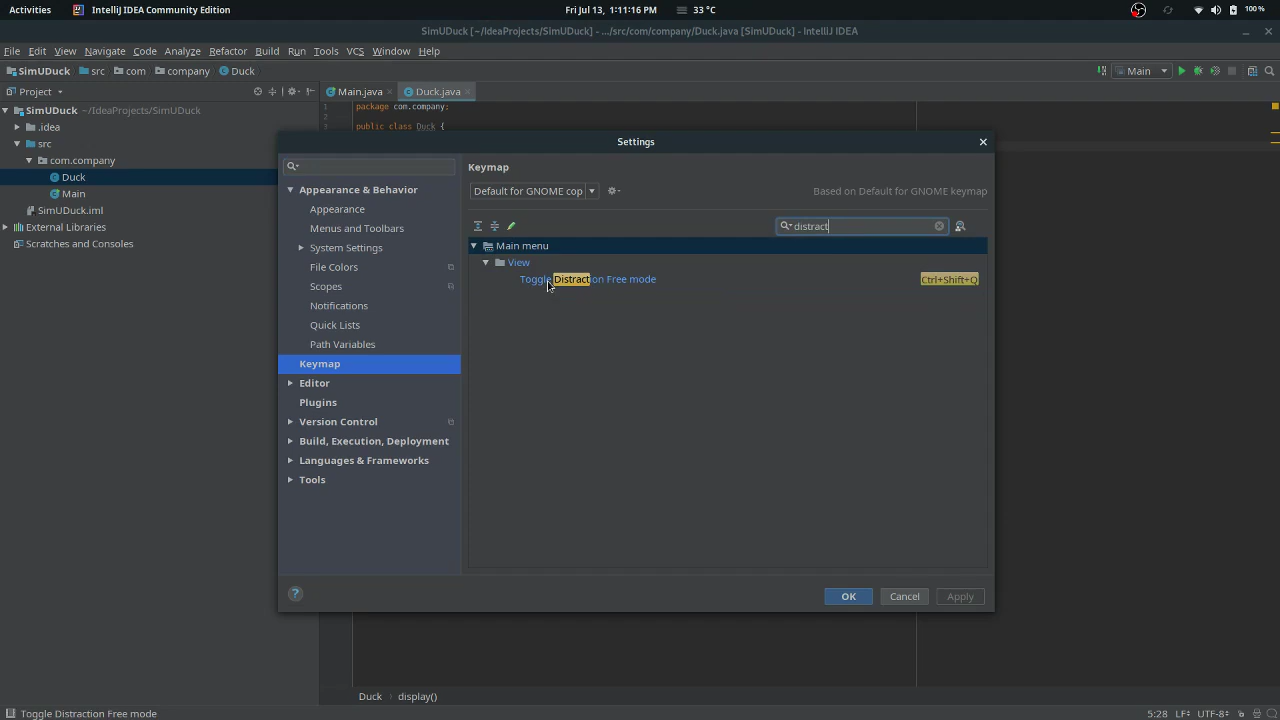 Activities IntelliJ IDEA Community Edition Fri Jul 13, 1:11:16 PM 33 °C 100 %
SimUDuck [~/IdeaProjects/SimUDuck] - .../src/com/company/Duck.java [SimUDuck] - IntelliJ IDEA
File Edit View Navigate Code Analyze Refactor Build Run Tools VCS Window Help
SimUDuck src com company Duck Main
Project Main.java Duck.java
SimUDuck ~/IdeaProjects/SimUDuck
.idea
src
com.company
Duck
Main
SimUDuck.iml
External Libraries
Scratches and Consoles
1 package com.company;
2
3 public class Duck {
Settings
Appearance & Behavior
Appearance
Menus and Toolbars
System Settings
File Colors
Scopes
Notifications
Quick Lists
Path Variables
Keymap
Editor
Plugins
Version Control
Build, Execution, Deployment
Languages & Frameworks
Tools
Keymap
Default for GNOME cop Based on Default for GNOME keymap
distract
Main menu
View
Toggle Distraction Free mode Ctrl+Shift+Q
? OK Cancel Apply
Duck display()
Toggle Distraction Free mode 5:28 LF UTF-8